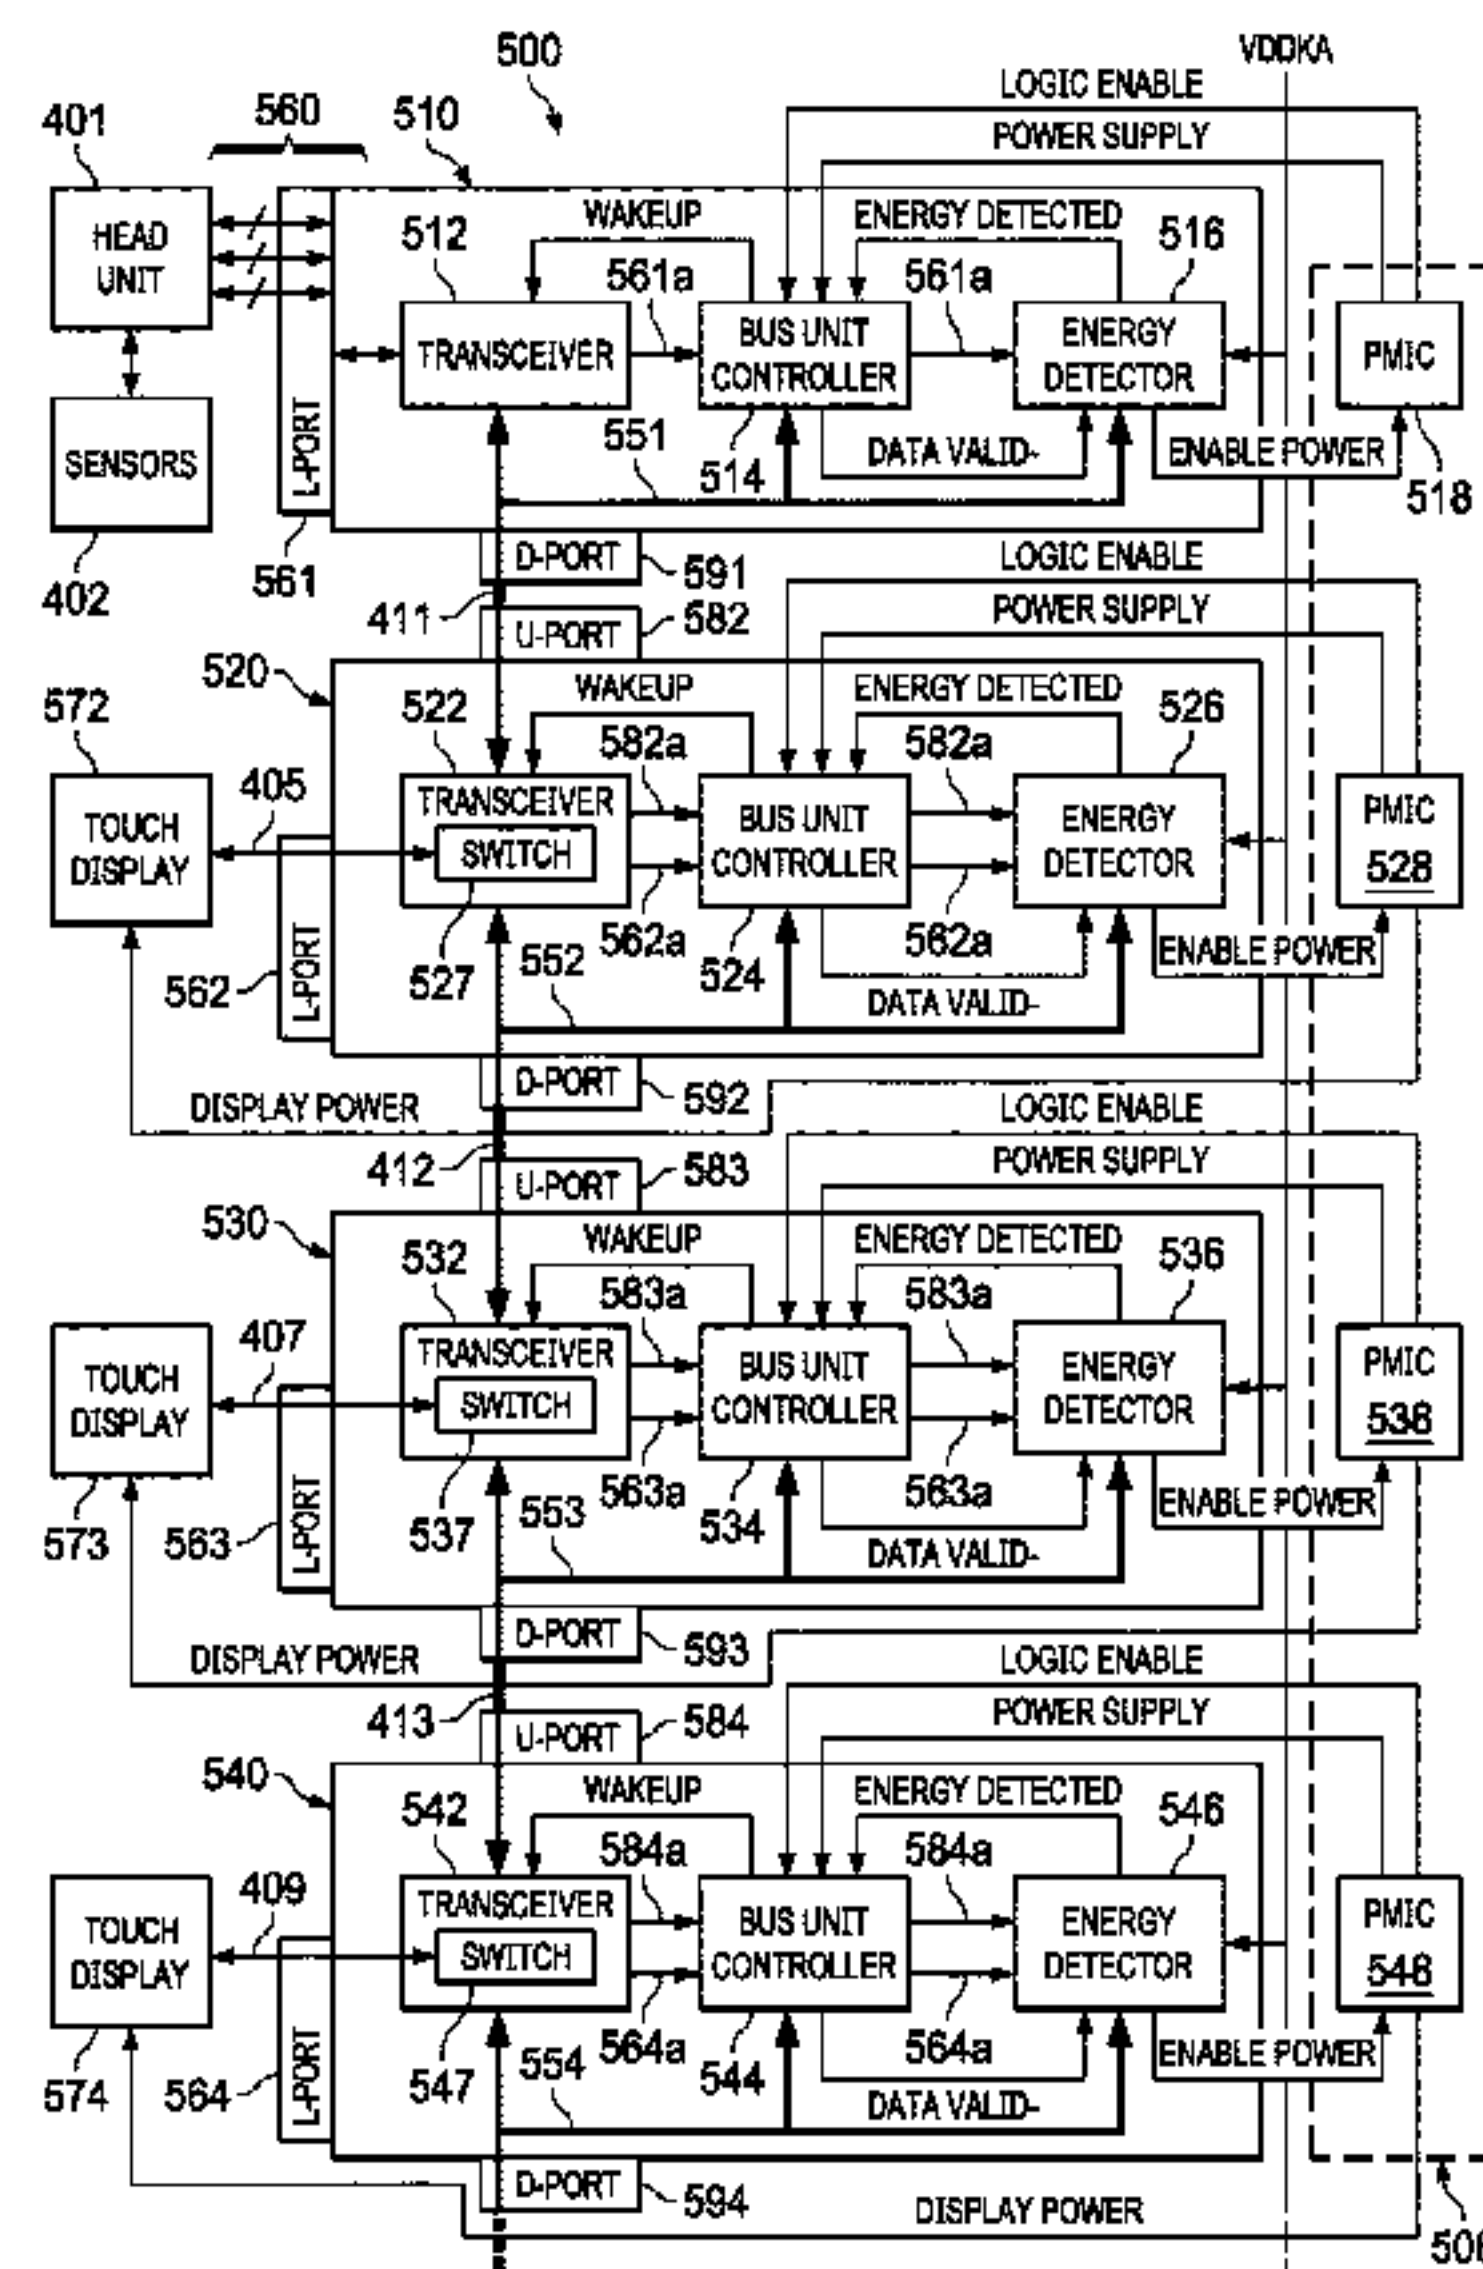 500
VDDKA
LOGIC ENABLE
560
510
401
POWER SUPPLY
HEAD
UNIT
512
WAKEUP
ENERGY DETECTED
516
561a
561a
TRANSCEIVER
BUS UNIT
CONTROLLER
ENERGY
DETECTOR
PMIC
SENSORS
L-PORT
551
514
DATA VALID-
ENABLE POWER
518
402
561
D-PORT
591
LOGIC ENABLE
411
U-PORT
582
POWER SUPPLY
520
572
522
WAKEUP
ENERGY DETECTED
526
582a
582a
405
TOUCH
DISPLAY
TRANSCEIVER
SWITCH
BUS UNIT
CONTROLLER
ENERGY
DETECTOR
PMIC
528
562
L-PORT
527
552
562a
524
562a
DATA VALID-
ENABLE POWER
D-PORT
592
DISPLAY POWER
LOGIC ENABLE
412
U-PORT
583
POWER SUPPLY
530
532
WAKEUP
ENERGY DETECTED
536
583a
583a
407
TOUCH
DISPLAY
TRANSCEIVER
SWITCH
BUS UNIT
CONTROLLER
ENERGY
DETECTOR
PMIC
538
573
563
L-PORT
537
553
563a
534
563a
DATA VALID-
ENABLE POWER
D-PORT
593
DISPLAY POWER
LOGIC ENABLE
413
U-PORT
584
POWER SUPPLY
540
542
WAKEUP
ENERGY DETECTED
546
584a
584a
409
TOUCH
DISPLAY
TRANSCEIVER
SWITCH
BUS UNIT
CONTROLLER
ENERGY
DETECTOR
PMIC
548
574
564
L-PORT
547
554
564a
544
564a
DATA VALID-
ENABLE POWER
D-PORT
594
DISPLAY POWER